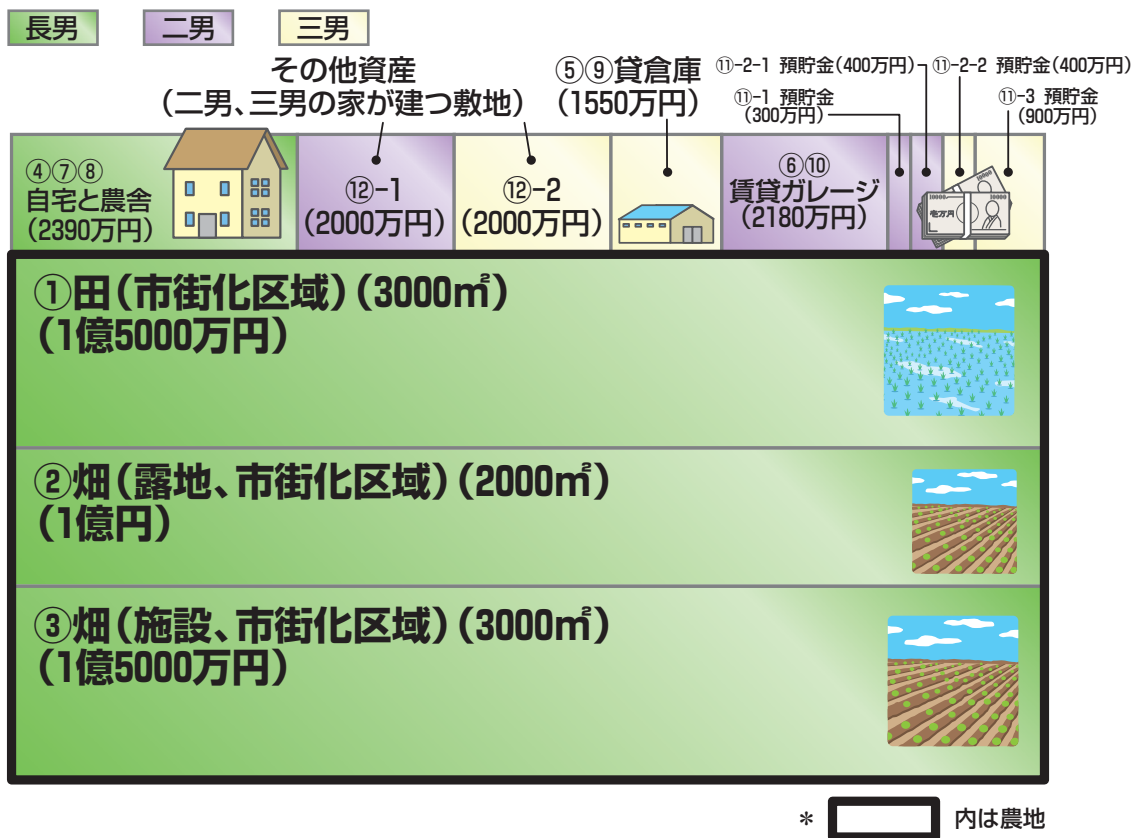 長男
二男
三男
その他資産
（二男、三男の家が建つ敷地）
⑤⑨貸倉庫
（1550万円）
⑪-2-1 預貯金（400万円）
⑪-2-2 預貯金（400万円）
⑪-1 預貯金
（300万円）
⑪-3 預貯金
（900万円）
④⑦⑧
自宅と農舎
（2390万円）
⑫-1
（2000万円）
⑫-2
（2000万円）
⑥⑩
賃貸ガレージ
（2180万円）
10000
10000
10000
壱万円
①田（市街化区域）（3000㎡）
（1億5000万円）
②畑（露地、市街化区域）（2000㎡）
（1億円）
③畑（施設、市街化区域）（3000㎡）
（1億5000万円）
＊ 内は農地